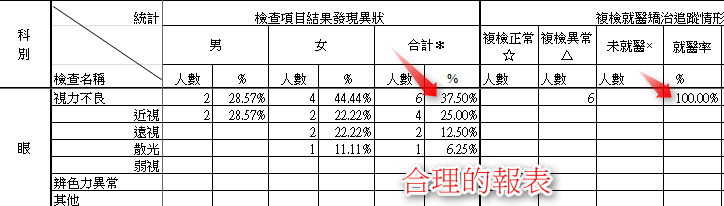 科別 統計 檢查項目結果發現異狀 複檢就醫矯治追蹤情形
男 女 合計＊ 複檢正常☆ 複檢異常△ 未就醫× 就醫率
檢查名稱 人數 % 人數 % 人數 % 人數 人數 人數 %
眼 視力不良 2 28.57% 4 44.44% 6 37.50% 6 100.00%
近視 2 28.57% 2 22.22% 4 25.00%
遠視 2 22.22% 2 12.50%
散光 1 11.11% 1 6.25%
弱視
辨色力異常
其他
合理的報表